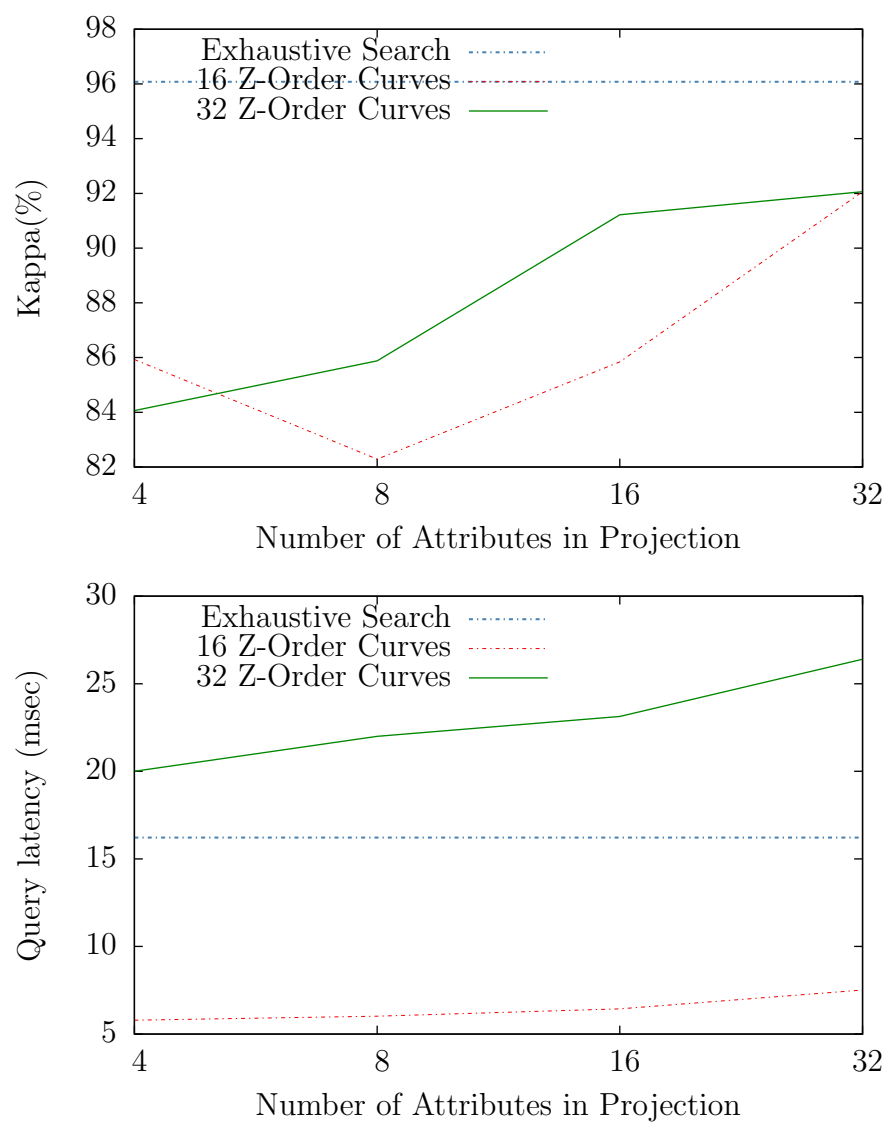 98
96
94
92
90
88
86
84
82
Kappa(%)
Exhaustive Search
16 Z-Order Curves
32 Z-Order Curves
4 8 16 32
Number of Attributes in Projection
30
25
20
15
10
5
Query latency (msec)
Exhaustive Search
16 Z-Order Curves
32 Z-Order Curves
4 8 16 32
Number of Attributes in Projection